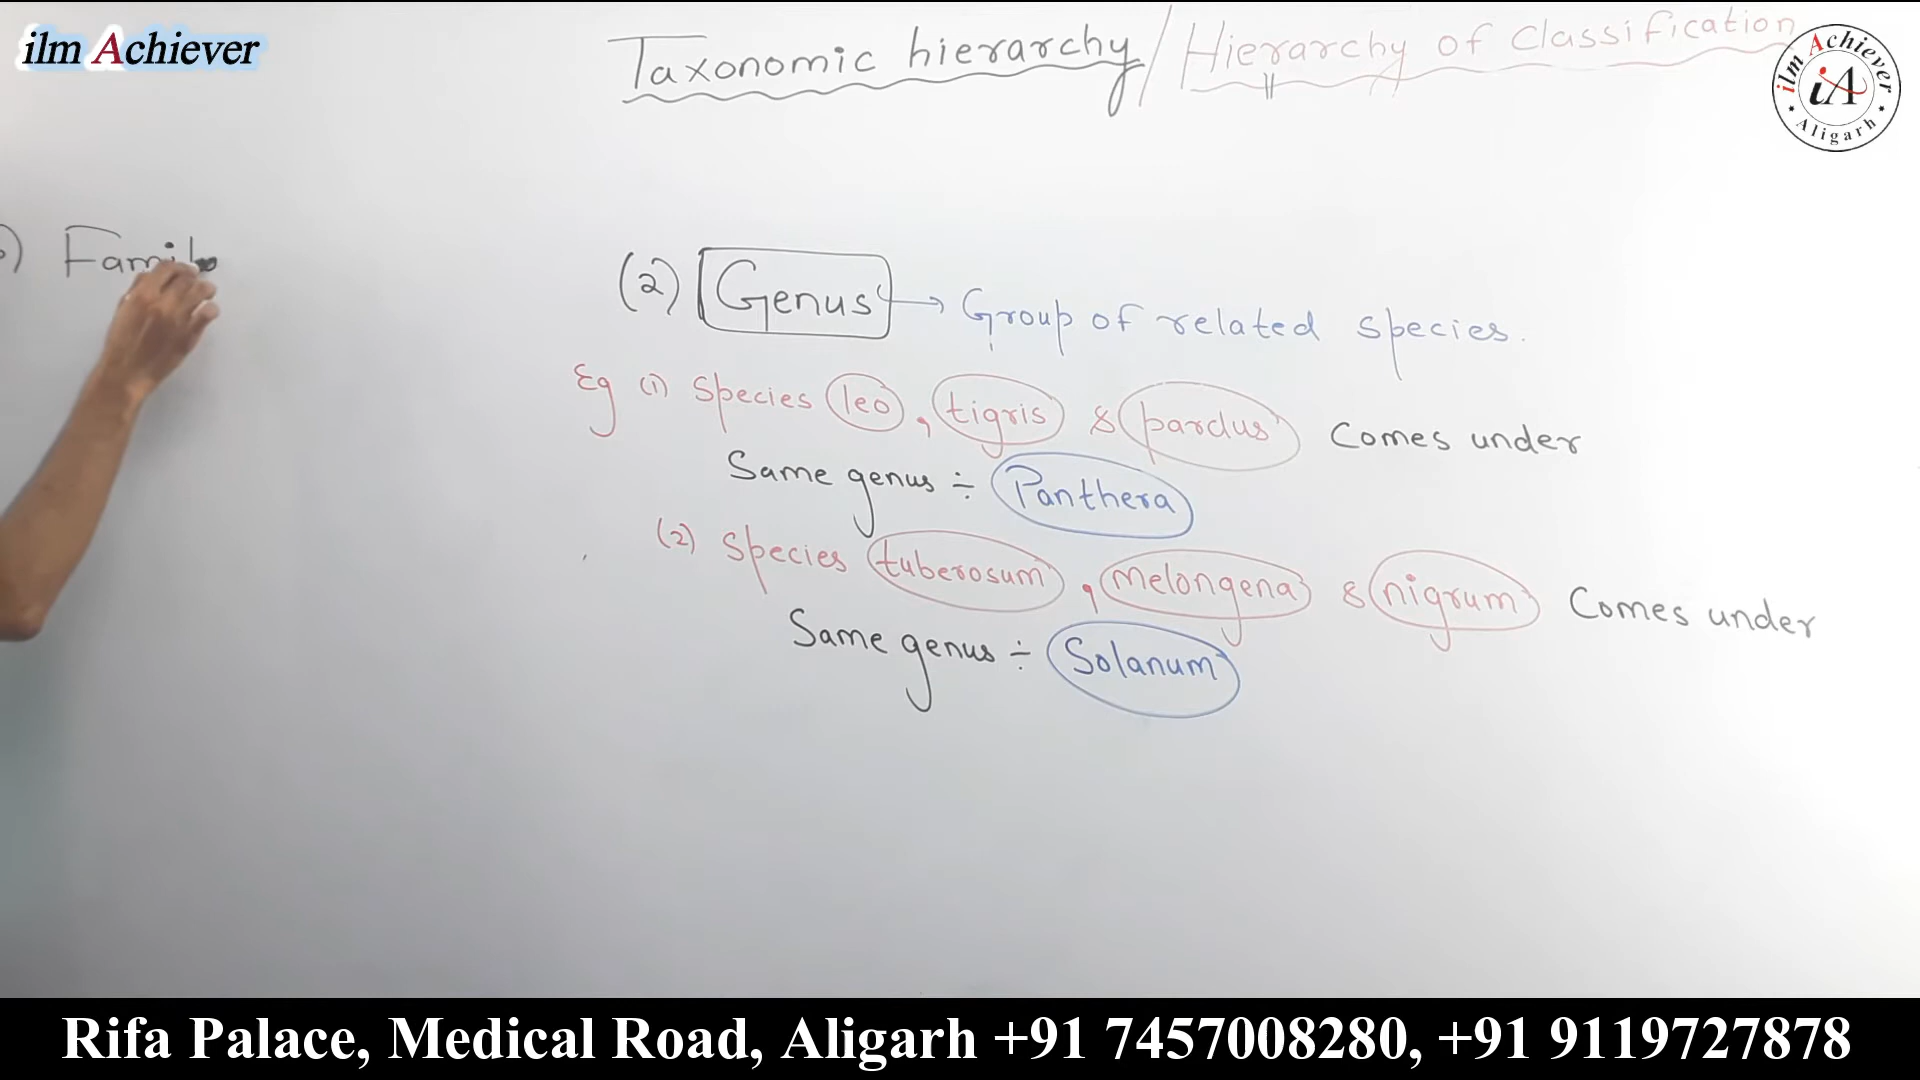 ilm Achiever
Taxonomic hierarchy / Hierarchy of Classification
ilm Achiever
iA
Aligarh
) Famil
(2) Genus → Group of related species.
Eg (1) Species leo, tigris & pardus Comes under
Same genus ÷ Panthera
(2) Species tuberosum, melongena & nigrum Comes under
Same genus ÷ Solanum
Rifa Palace, Medical Road, Aligarh +91 7457008280, +91 9119727878